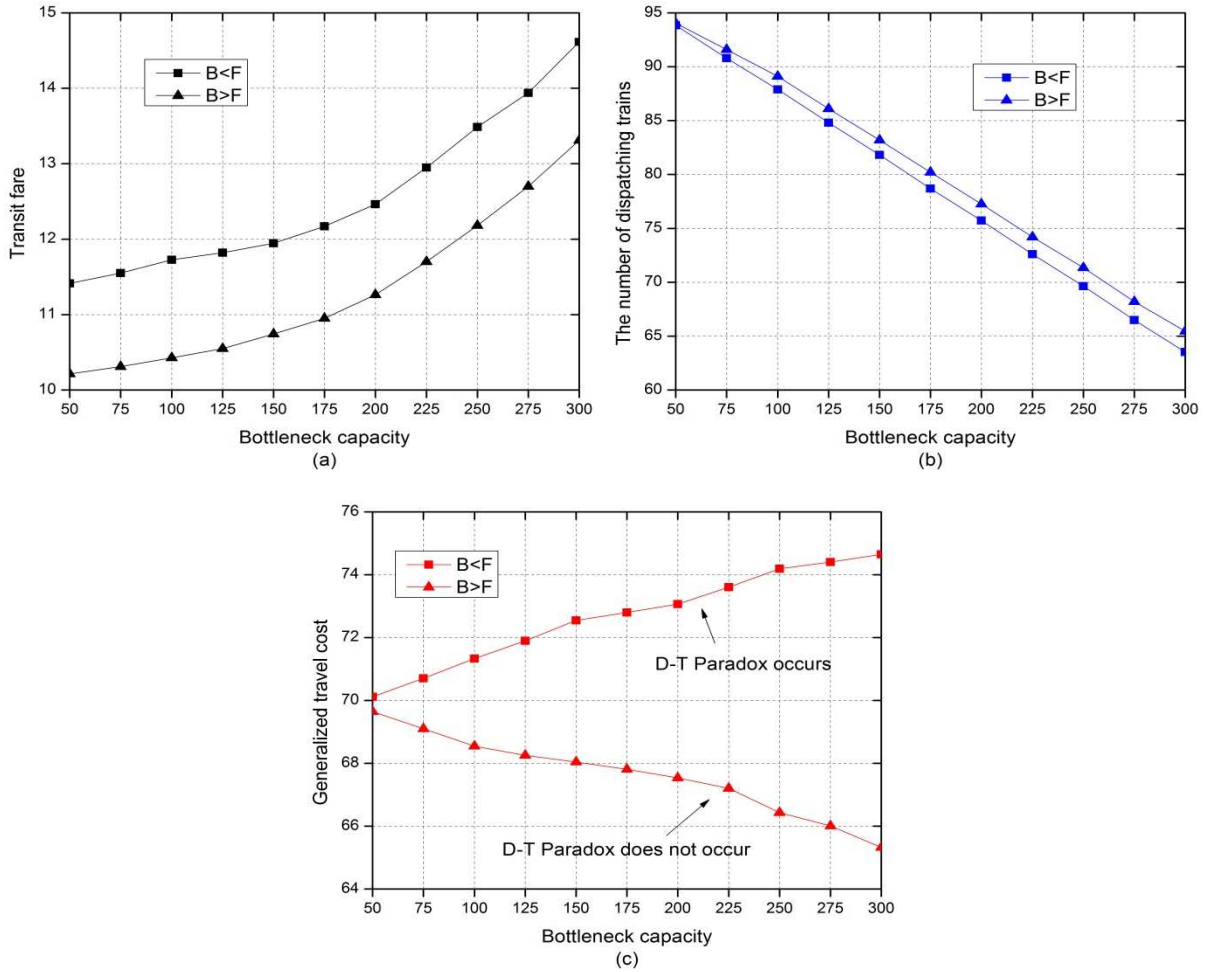 15
14
13
12
11
10
Transit fare
B<F
B>F
50 75 100 125 150 175 200 225 250 275 300
Bottleneck capacity
(a)
95
90
85
80
75
70
65
60
The number of dispatching trains
B<F
B>F
50 75 100 125 150 175 200 225 250 275 300
Bottleneck capacity
(b)
76
74
72
70
68
66
64
Generalized travel cost
B<F
B>F
D-T Paradox occurs
D-T Paradox does not occur
50 75 100 125 150 175 200 225 250 275 300
Bottleneck capacity
(c)